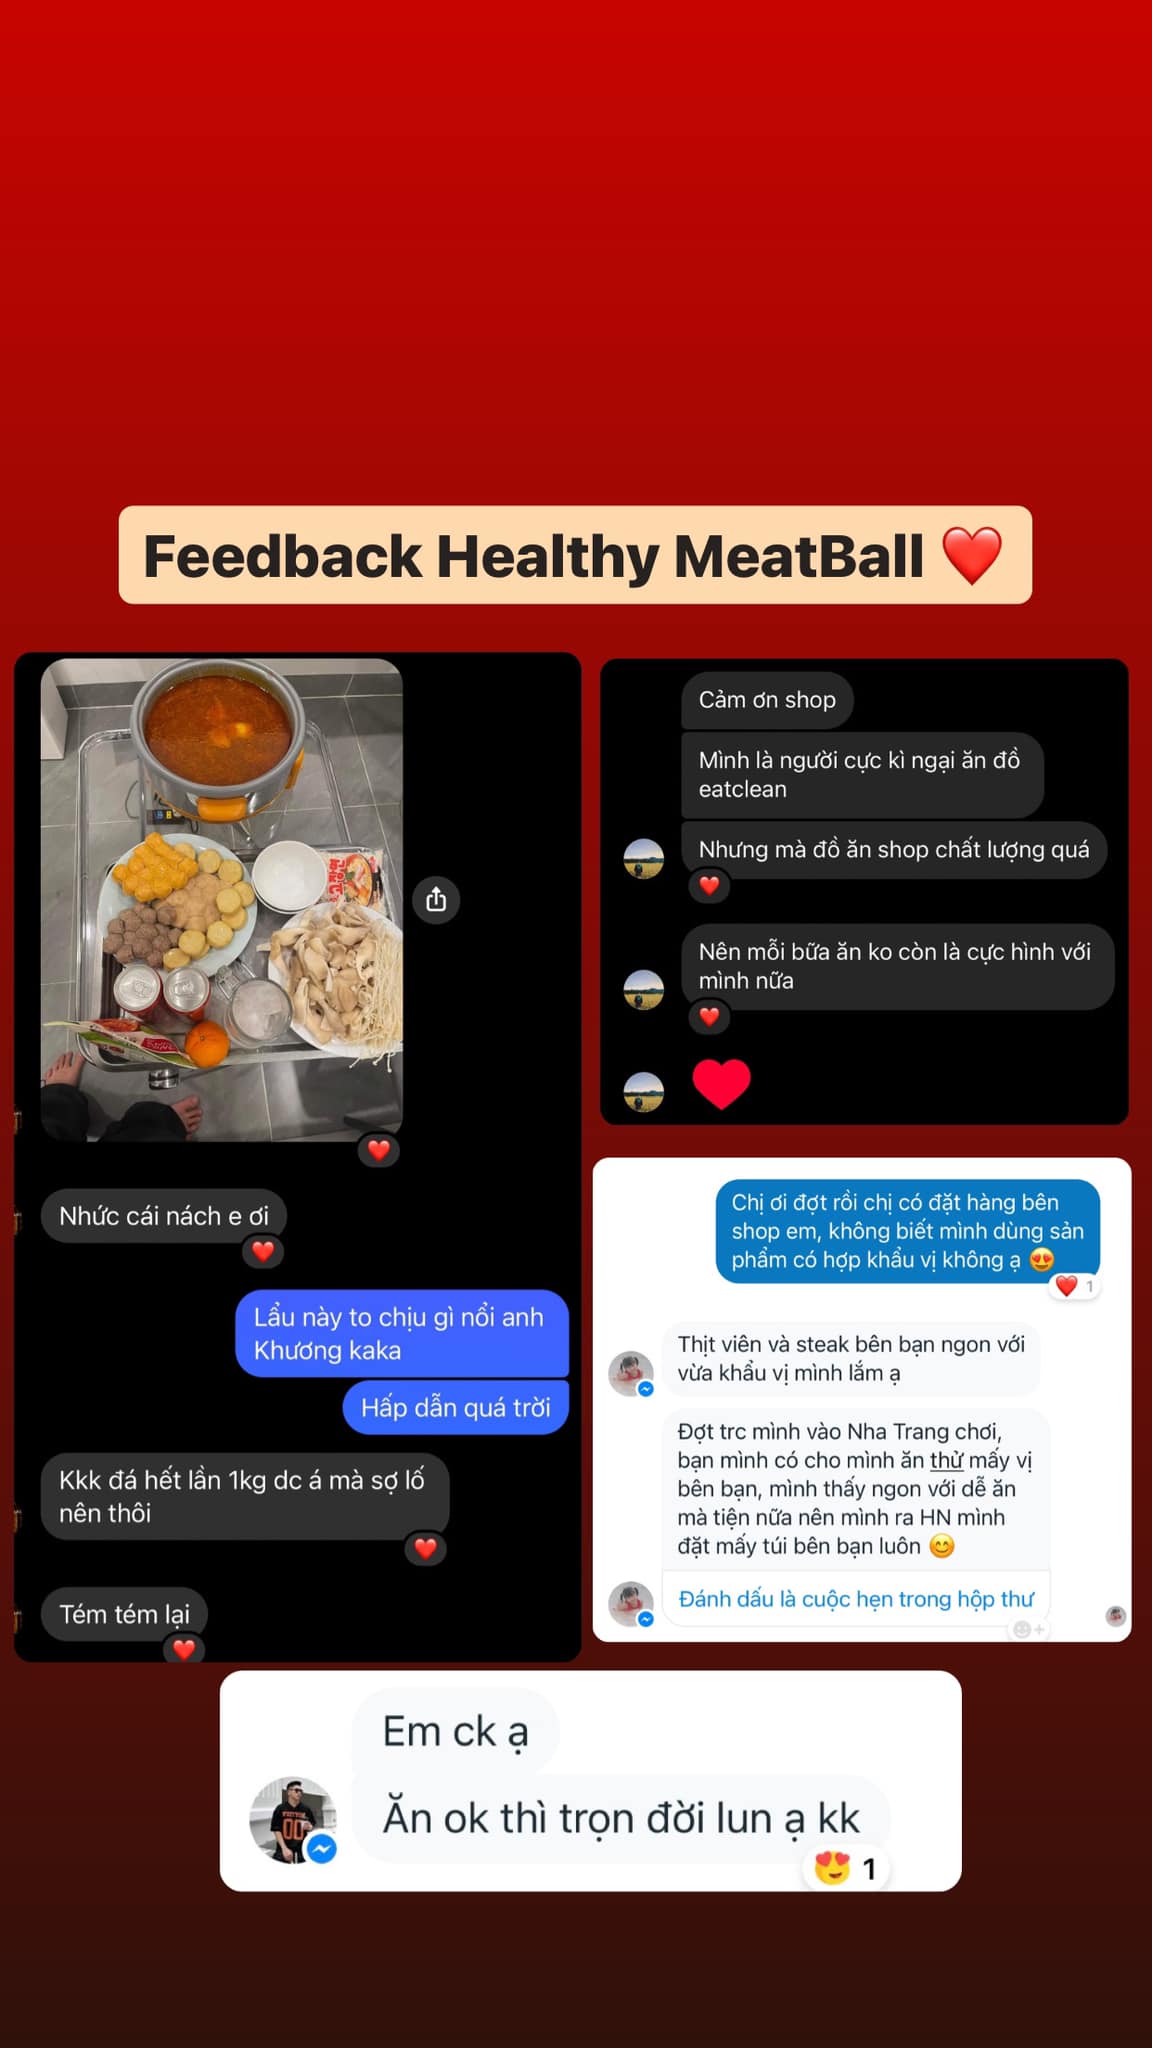 Feedback Healthy MeatBall ❤️
Nhức cái nách e ơi
Lẩu này to chịu gì nổi anh
Khương kaka
Hấp dẫn quá trời
Kkk đá hết lần 1kg dc á mà sợ lố
nên thôi
Tém tém lại
Cảm ơn shop
Mình là người cực kì ngại ăn đồ
eatclean
Nhưng mà đồ ăn shop chất lượng quá
Nên mỗi bữa ăn ko còn là cực hình với
mình nữa
Chị ơi đợt rồi chị có đặt hàng bên
shop em, không biết mình dùng sản
phẩm có hợp khẩu vị không ạ 😍
1
Thịt viên và steak bên bạn ngon với
vừa khẩu vị mình lắm ạ
Đợt trc mình vào Nha Trang chơi,
bạn mình có cho mình ăn thử mấy vị
bên bạn, mình thấy ngon với dễ ăn
mà tiện nữa nên mình ra HN mình
đặt mấy túi bên bạn luôn 😊
Đánh dấu là cuộc hẹn trong hộp thư
Em ck ạ
Ăn ok thì trọn đời lun ạ kk
1